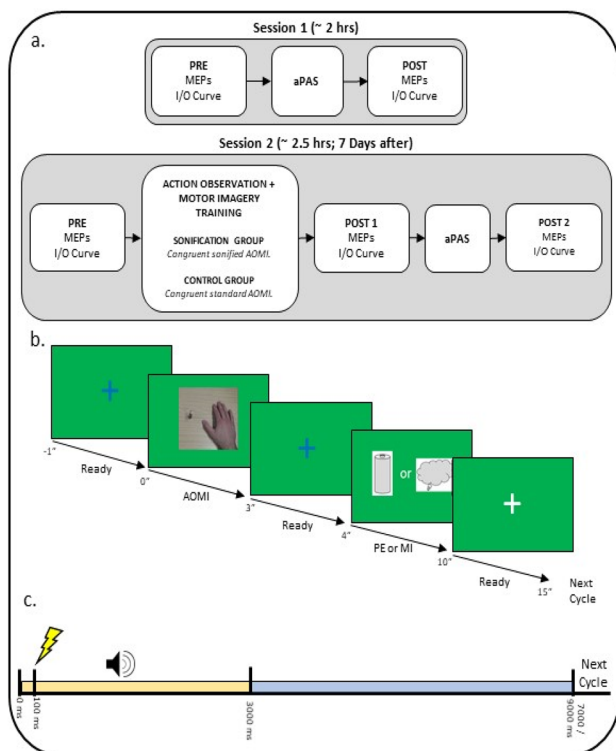 a.
Session 1 (~ 2 hrs)
PRE
MEPs
I/O Curve
aPAS
POST
MEPs
I/O Curve
Session 2 (~ 2.5 hrs; 7 Days after)
PRE
MEPs
I/O Curve
ACTION OBSERVATION +
MOTOR IMAGERY
TRAINING
SONIFICATION GROUP
Congruent sonified AOMI.
CONTROL GROUP
Congruent standard AOMI.
POST 1
MEPs
I/O Curve
aPAS
POST 2
MEPs
I/O Curve
b.
or
-1"
Ready
0"
AOMI
3"
Ready
4"
PE or MI
10"
Ready
15"
Next
Cycle
c.
Next
Cycle
0 ms
100 ms
3000 ms
7000 /
9000 ms